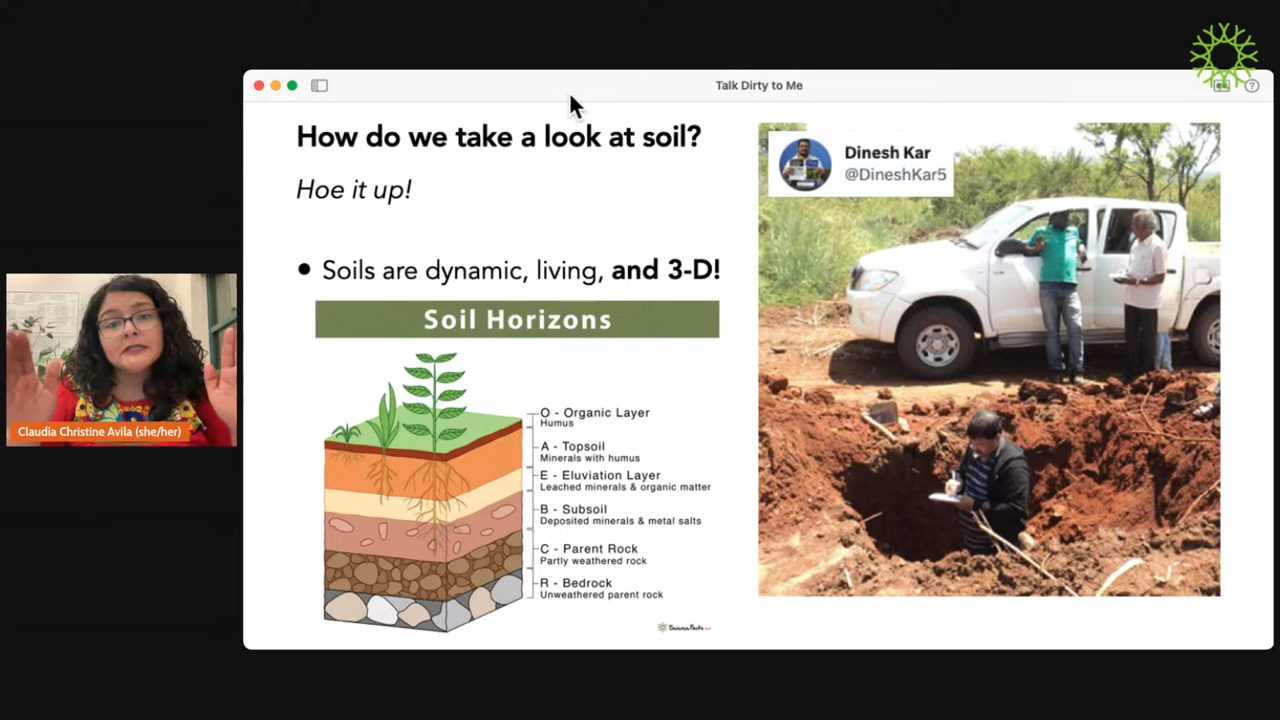 Talk Dirty to Me
?
How do we take a look at soil?
Hoe it up!
• Soils are dynamic, living, and 3-D!
Soil Horizons
O - Organic Layer
Humus
A - Topsoil
Minerals with humus
E - Eluviation Layer
Leached minerals & organic matter
B - Subsoil
Deposited minerals & metal salts
C - Parent Rock
Partly weathered rock
R - Bedrock
Unweathered parent rock
Dinesh Kar
@DineshKar5
Claudia Christine Avila (she/her)